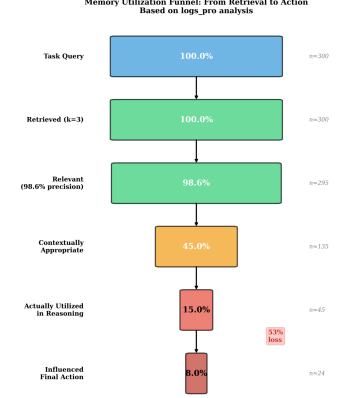 Memory Utilization Funnel: From Retrieval to Action
Based on logs_pro analysis
Task Query
100.0%
n=300
Retrieved (k=3)
100.0%
n=300
Relevant
(98.6% precision)
98.6%
n=295
Contextually
Appropriate
45.0%
n=135
Actually Utilized
in Reasoning
15.0%
n=45
53%
loss
Influenced
Final Action
8.0%
n=24